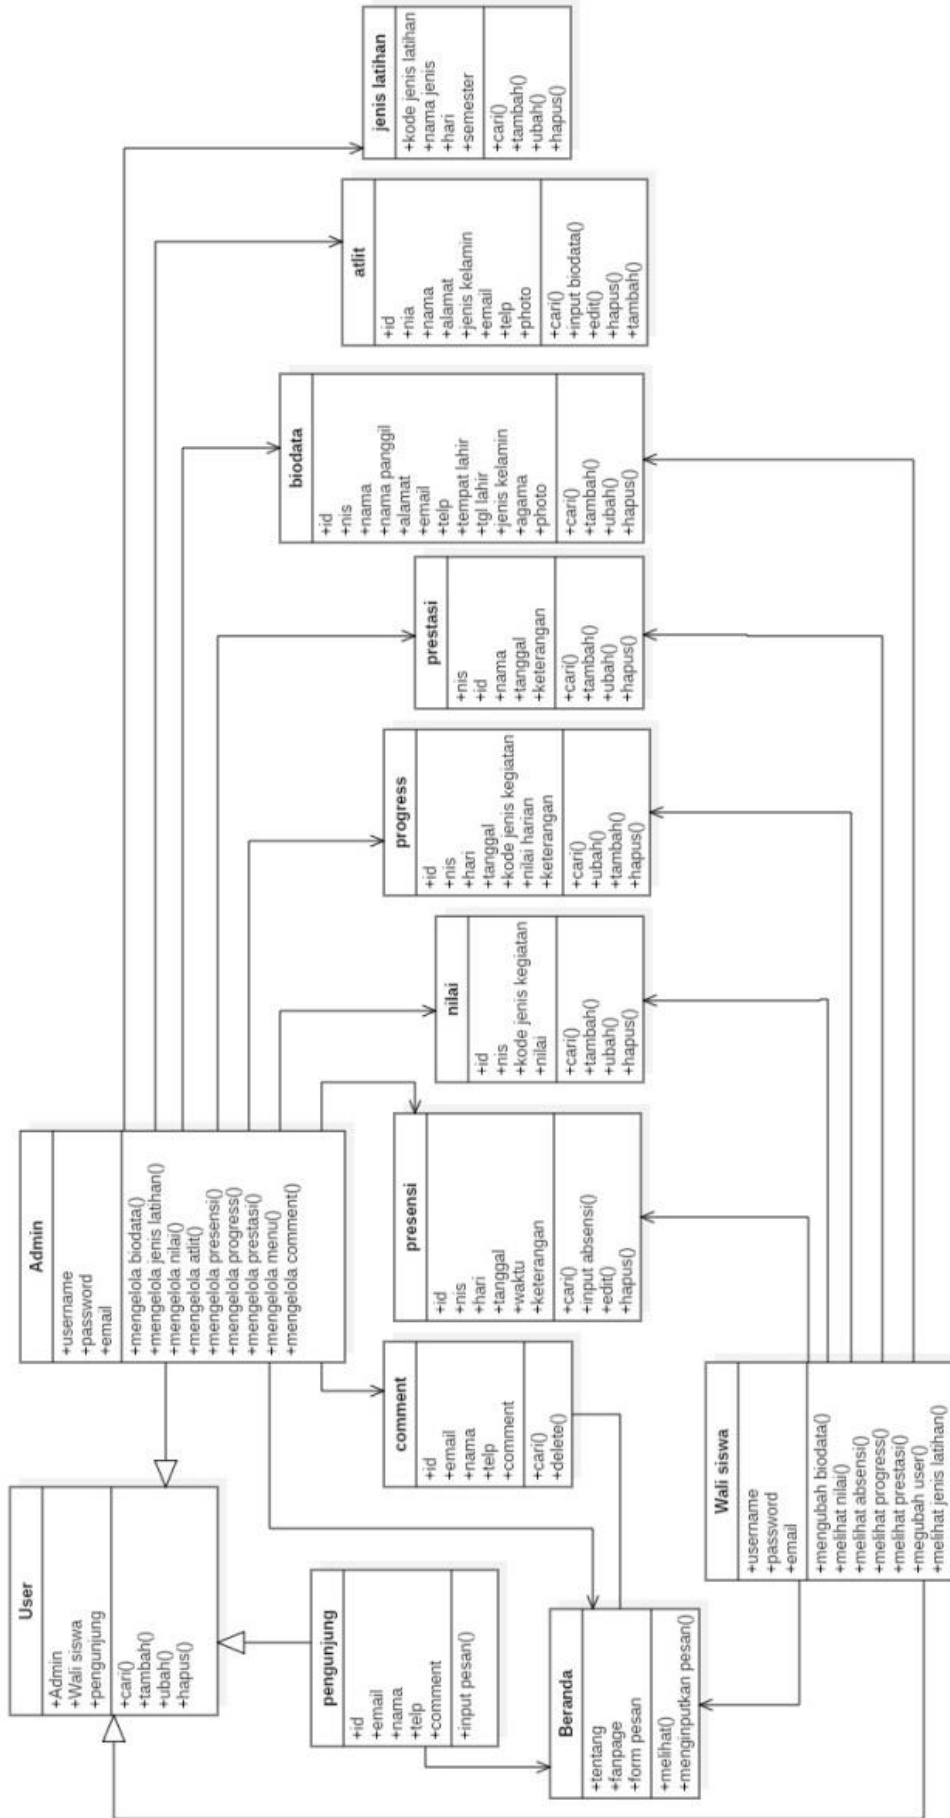 User
+Admin
+Wali siswa
+pengunjung
+cari()
+tambah()
+ubah()
+hapus()
Admin
+username
+password
+email
+mengelola biodata()
+mengelola jenis latihan()
+mengelola nilai()
+mengelola atlit()
+mengelola presensi()
+mengelola progress()
+mengelola prestasi()
+mengelola menu()
+mengelola comment()
pengunjung
+id
+email
+nama
+telp
+comment
+input pesan()
comment
+id
+email
+nama
+telp
+comment
+cari()
+delete()
presensi
+id
+nis
+hari
+tanggal
+waktu
+keterangan
+cari()
+input absensi()
+edit()
+hapus()
nilai
+id
+nis
+kode jenis kegiatan
+nilai
+cari()
+tambah()
+ubah()
+hapus()
progress
+id
+nis
+hari
+tanggal
+kode jenis kegiatan
+nilai harian
+keterangan
+cari()
+ubah()
+tambah()
+hapus()
prestasi
+nis
+id
+nama
+tanggal
+keterangan
+cari()
+tambah()
+ubah()
+hapus()
biodata
+id
+nis
+nama
+nama panggil
+alamat
+email
+telp
+tempat lahir
+tgl lahir
+jenis kelamin
+agama
+photo
+cari()
+tambah()
+ubah()
+hapus()
atlit
+id
+nia
+nama
+alamat
+jenis kelamin
+email
+telp
+photo
+cari()
+input biodata()
+edit()
+hapus()
+tambah()
jenis latihan
+kode jenis latihan
+nama jenis
+hari
+semester
+cari()
+tambah()
+ubah()
+hapus()
Beranda
+tentang
+fanpage
+form pesan
+melihat()
+menginputkan pesan()
Wali siswa
+username
+password
+email
+mengubah biodata()
+melihat nilai()
+melihat absensi()
+melihat progress()
+melihat prestasi()
+megubah user()
+melihat jenis latihan()